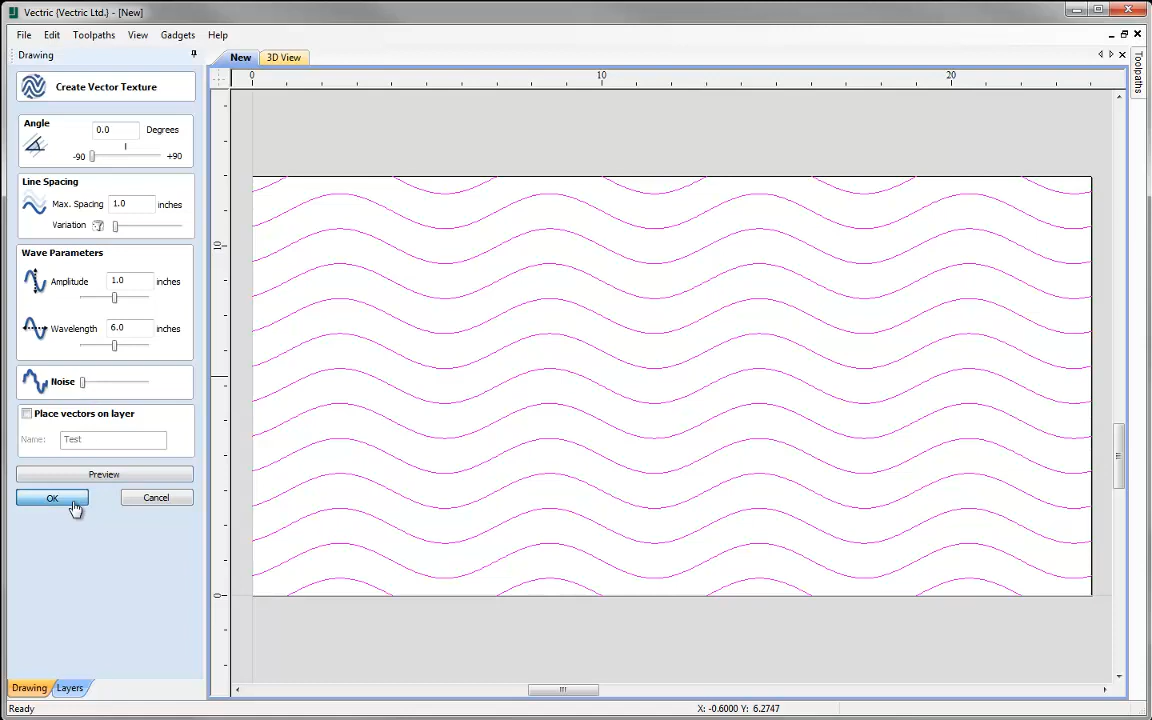 Vectric {Vectric Ltd.} - [New]
File Edit Toolpaths View Gadgets Help
Drawing
New 3D View
0 10 20
Toolpaths
Create Vector Texture
Angle
0.0 Degrees
-90 +90
Line Spacing
Max. Spacing 1.0 inches
Variation
10
Wave Parameters
Amplitude 1.0 inches
Wavelength 6.0 inches
Noise
Place vectors on layer
Name: Test
Preview
OK Cancel
0
Drawing Layers
Ready X: -0.6000 Y: 6.2747